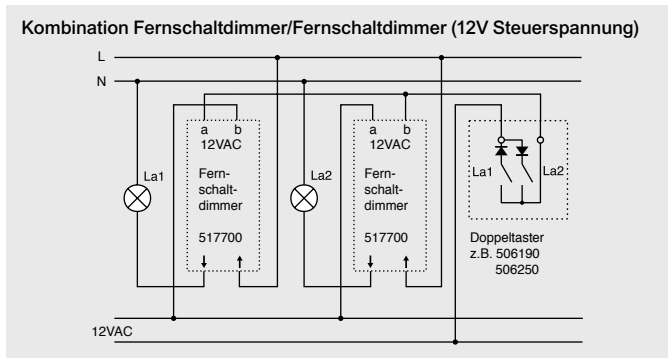 Kombination Fernschaltdimmer/Fernschaltdimmer (12V Steuerspannung)
L
N
a b
12VAC
Fern-
schalt-
dimmer
517700
La1
a b
12VAC
Fern-
schalt-
dimmer
517700
La2
La1
La2
Doppeltaster
z.B. 506190
506250
12VAC